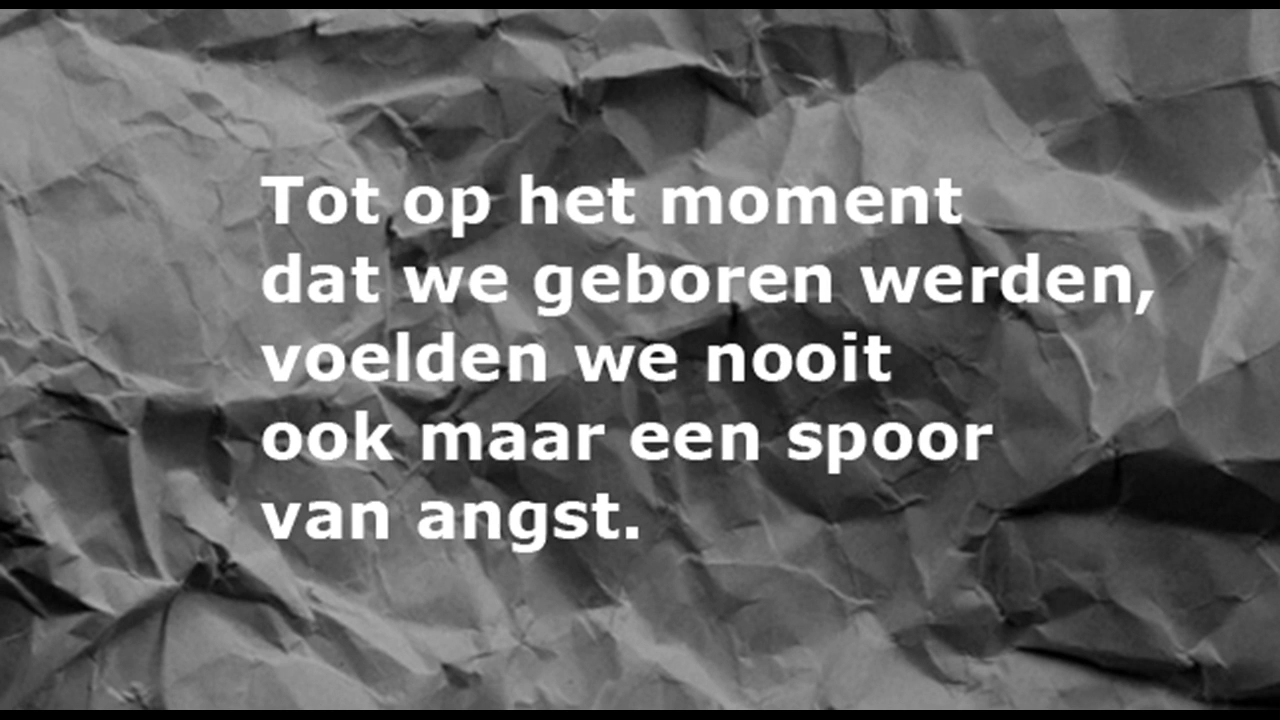 Tot op het moment
dat we geboren werden,
voelden we nooit
ook maar een spoor
van angst.